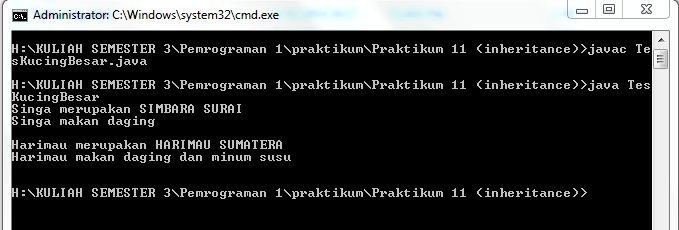 Administrator: C:\Windows\system32\cmd.exe
H:\KULIAH SEMESTER 3\Pemrograman 1\praktikum\Praktikum 11 (inheritance)>javac Te
sKucingBesar.java
H:\KULIAH SEMESTER 3\Pemrograman 1\praktikum\Praktikum 11 (inheritance)>java Tes
KucingBesar
Singa merupakan SIMBARA SURAI
Singa makan daging
Harimau merupakan HARIMAU SUMATERA
Harimau makan daging dan minum susu
H:\KULIAH SEMESTER 3\Pemrograman 1\praktikum\Praktikum 11 (inheritance)>